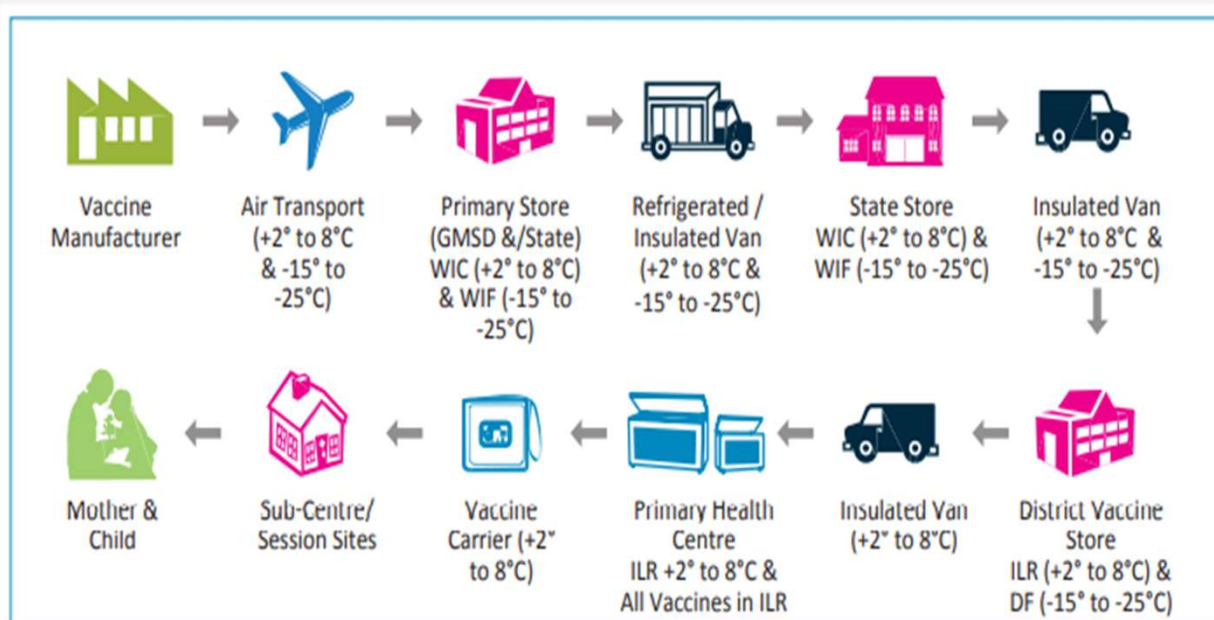 Vaccine
Manufacturer
Air Transport
(+2° to 8°C
& -15° to
-25°C)
Primary Store
(GMSD &/State)
WIC (+2° to 8°C)
& WIF (-15° to
-25°C)
Refrigerated /
Insulated Van
(+2° to 8°C &
-15° to -25°C)
State Store
WIC (+2° to 8°C) &
WIF (-15° to -25°C)
Insulated Van
(+2° to 8°C &
-15° to -25°C)
District Vaccine
Store
ILR (+2° to 8°C) &
DF (-15° to -25°C)
Insulated Van
(+2° to 8°C)
Primary Health
Centre
ILR +2° to 8°C &
All Vaccines in ILR
Vaccine
Carrier (+2°
to 8°C)
Sub-Centre/
Session Sites
Mother &
Child